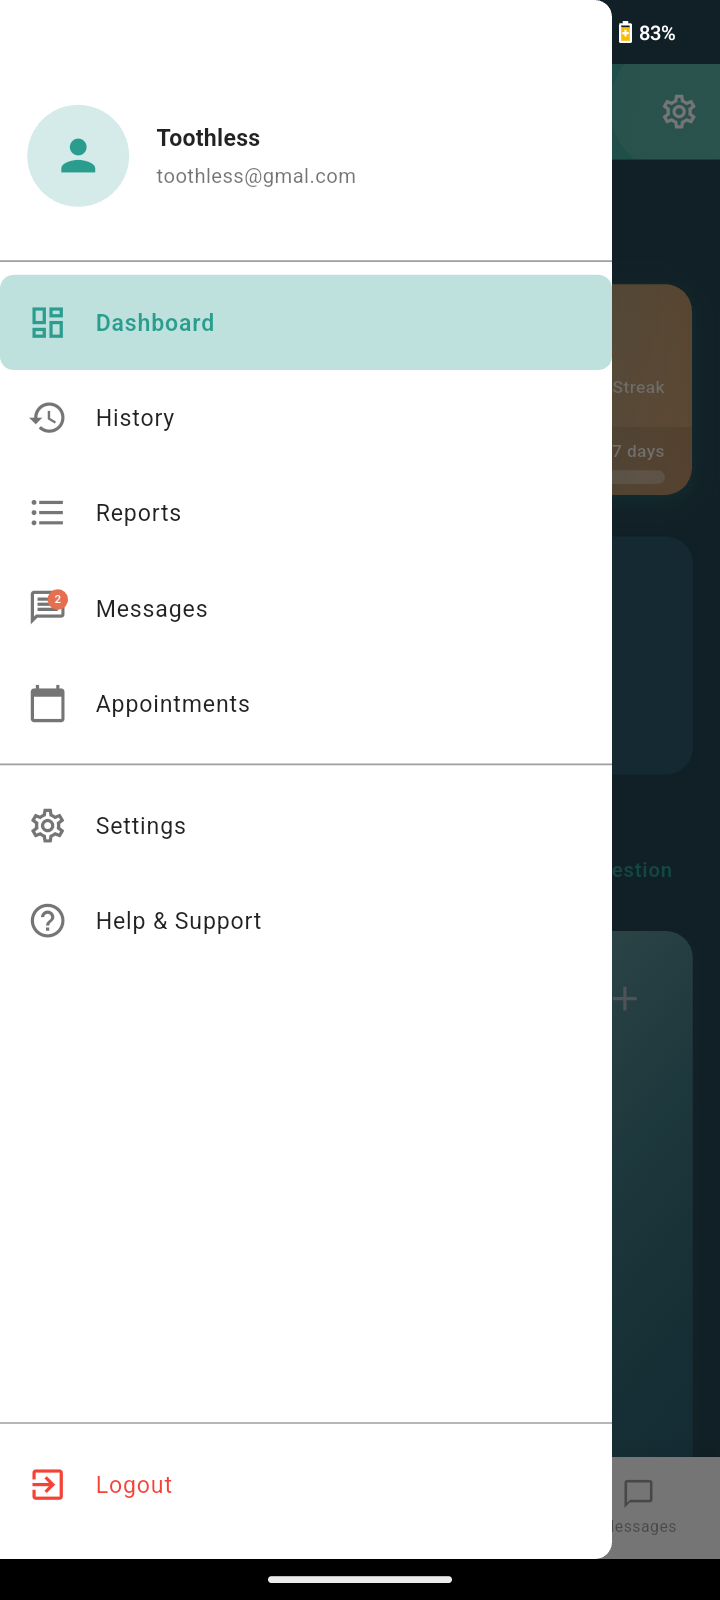 83%
Toothless
toothless@gmal.com
Dashboard
Streak
History
7 days
Reports
2
Messages
Appointments
Settings
estion
Help & Support
Logout
essages